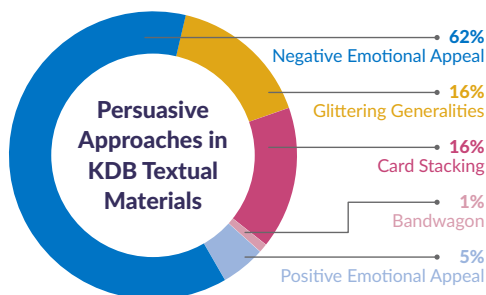 Persuasive
Approaches in
KDB Textual
Materials
62%
Negative Emotional Appeal
16%
Glittering Generalities
16%
Card Stacking
1%
Bandwagon
5%
Positive Emotional Appeal